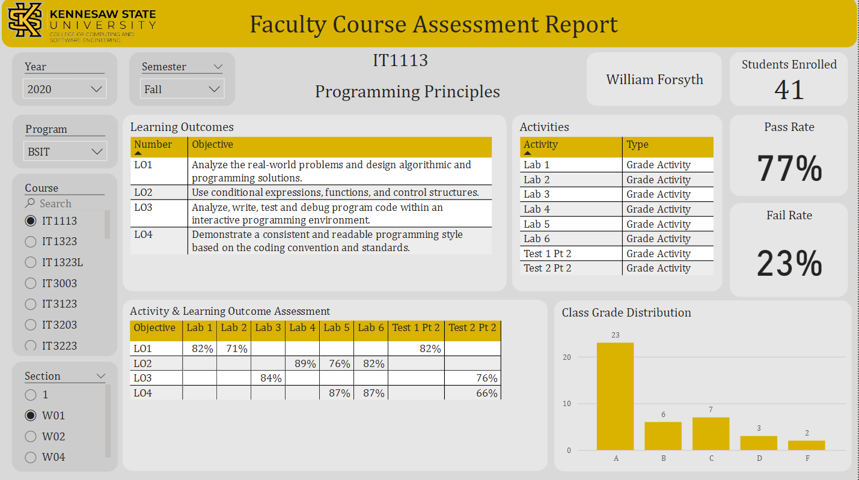 KENNESAW STATE
UNIVERSITY
COLLEGE OF COMPUTING AND
SOFTWARE ENGINEERING
Faculty Course Assessment Report
Year
2020
Semester
Fall
IT1113
Programming Principles
William Forsyth
Students Enrolled
41
Program
BSIT
Course
Search
IT1113
IT1323
IT1323L
IT3003
IT3123
IT3203
IT3223
Section
1
W01
W02
W04
Learning Outcomes
Number Objective
LO1 Analyze the real-world problems and design algorithmic and
programming solutions.
LO2 Use conditional expressions, functions, and control structures.
LO3 Analyze, write, test and debug program code within an
interactive programming environment.
LO4 Demonstrate a consistent and readable programming style
based on the coding convention and standards.
Activities
Activity Type
Lab 1 Grade Activity
Lab 2 Grade Activity
Lab 3 Grade Activity
Lab 4 Grade Activity
Lab 5 Grade Activity
Lab 6 Grade Activity
Test 1 Pt 2 Grade Activity
Test 2 Pt 2 Grade Activity
Pass Rate
77%
Fail Rate
23%
Activity & Learning Outcome Assessment
Objective Lab 1 Lab 2 Lab 3 Lab 4 Lab 5 Lab 6 Test 1 Pt 2 Test 2 Pt 2
LO1 82% 71% 82%
LO2 89% 76% 82%
LO3 84% 76%
LO4 87% 87% 66%
Class Grade Distribution
23
20
10
6
7
3
2
0
A B C D F